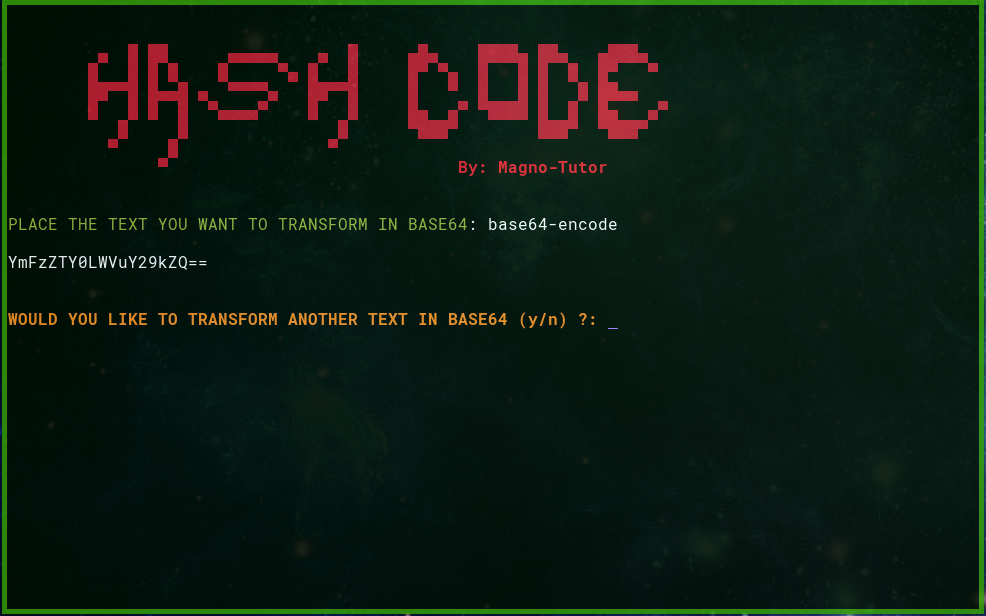 HASH CODE
By: Magno-Tutor
PLACE THE TEXT YOU WANT TO TRANSFORM IN BASE64: base64-encode
YmFzZTY0LWVuY29kZQ==
WOULD YOU LIKE TO TRANSFORM ANOTHER TEXT IN BASE64 (y/n) ?: _